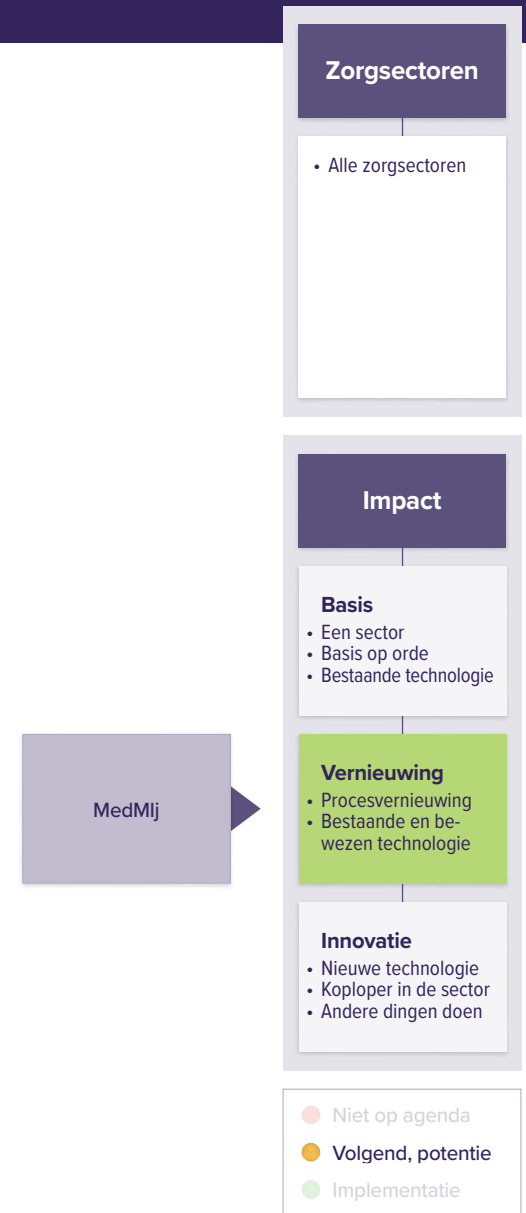 Zorgsectoren
• Alle zorgsectoren
Impact
Basis
• Een sector
• Basis op orde
• Bestaande technologie
MedMIj
Vernieuwing
• Procesvernieuwing
• Bestaande en be-
wezen technologie
Innovatie
• Nieuwe technologie
• Koploper in de sector
• Andere dingen doen
Niet op agenda
Volgend, potentie
Implementatie